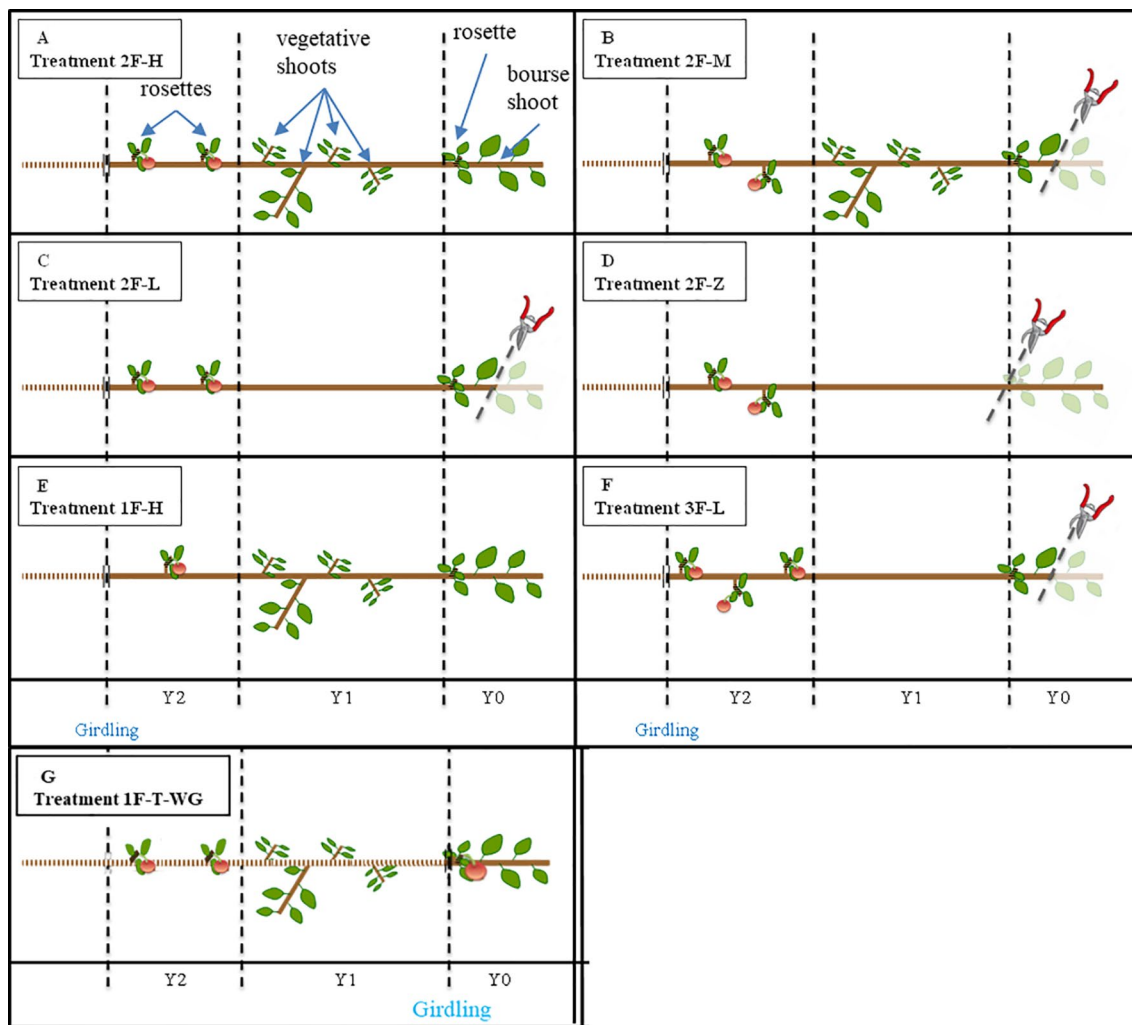 A
Treatment 2F-H
vegetative
shoots
rosettes
rosette
bourse
shoot
B
Treatment 2F-M
C
Treatment 2F-L
D
Treatment 2F-Z
E
Treatment 1F-H
F
Treatment 3F-L
Y2
Y1
Y0
Girdling
Y2
Y1
Y0
Girdling
G
Treatment 1F-T-WG
Y2
Y1
Y0
Girdling